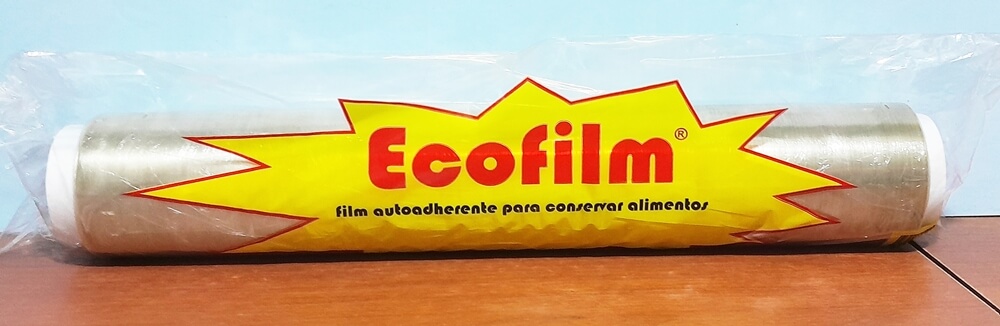 Ecofilm®
film autoadherente para conservar alimentos